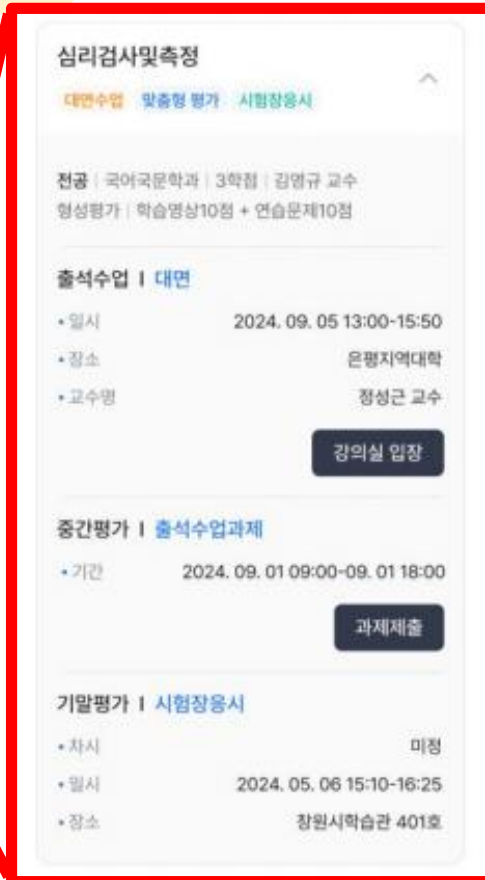 심리검사및측정
대면수업 맞춤형 평가 시험장응시
전공 | 국어국문학과 | 3학점 | 김영규 교수
형성평가 | 학습영상10점 + 연습문제10점
출석수업 I 대면
• 일시 2024. 09. 05 13:00-15:50
• 장소 은평지역대학
• 교수명 정성근 교수
강의실 입장
중간평가 I 출석수업과제
• 기간 2024. 09. 01 09:00-09. 01 18:00
과제제출
기말평가 I 시험장응시
• 차시 미정
• 일시 2024. 05. 06 15:10-16:25
• 장소 창원시학습관 401호